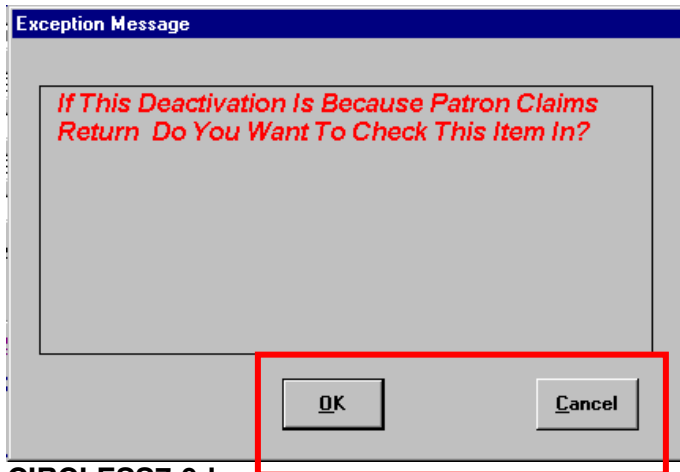 Exception Message
If This Deactivation Is Because Patron Claims
Return Do You Want To Check This Item In?
OK
Cancel